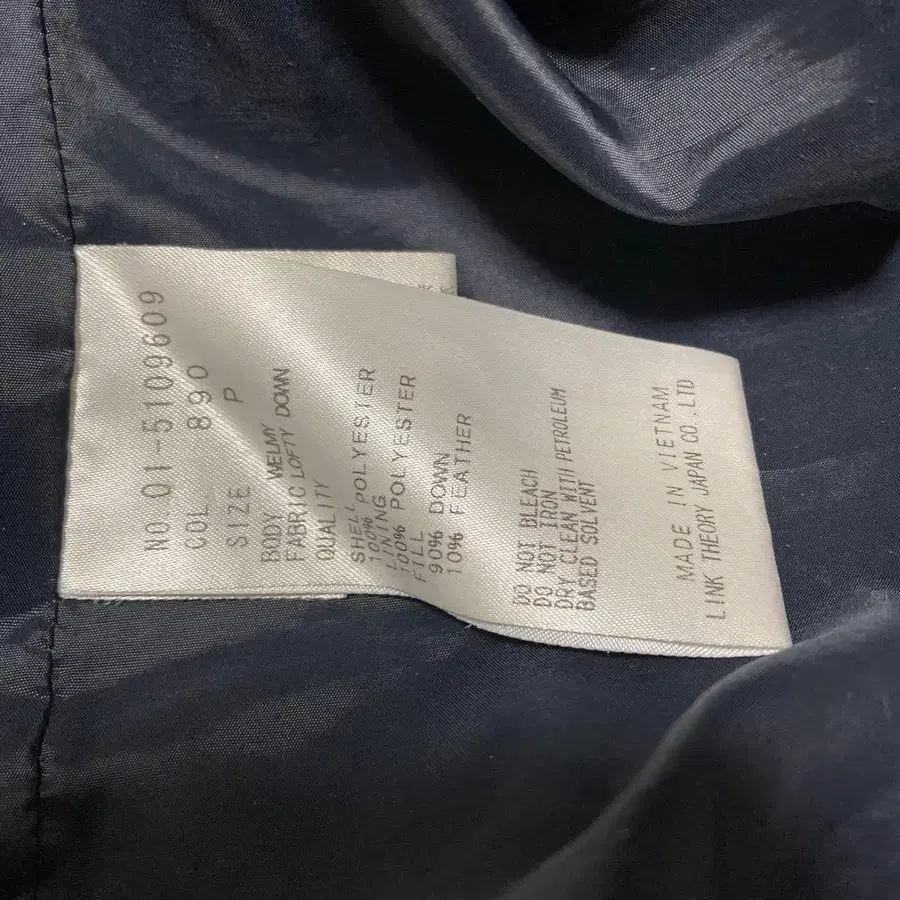 NO 01-5109609
COL. 890
SIZE P
BODY WELMY
FABRIC LOFTY DOWN
QUALITY
SHELL
100% POLYESTER
LINING
100% POLYESTER
FILL
90% DOWN
10% FEATHER
DO NOT BLEACH
DO NOT IRON
DRY CLEAN WITH PETROLEUM
BASED SOLVENT
MADE IN VIETNAM
LINK THEORY JAPAN CO.,LTD